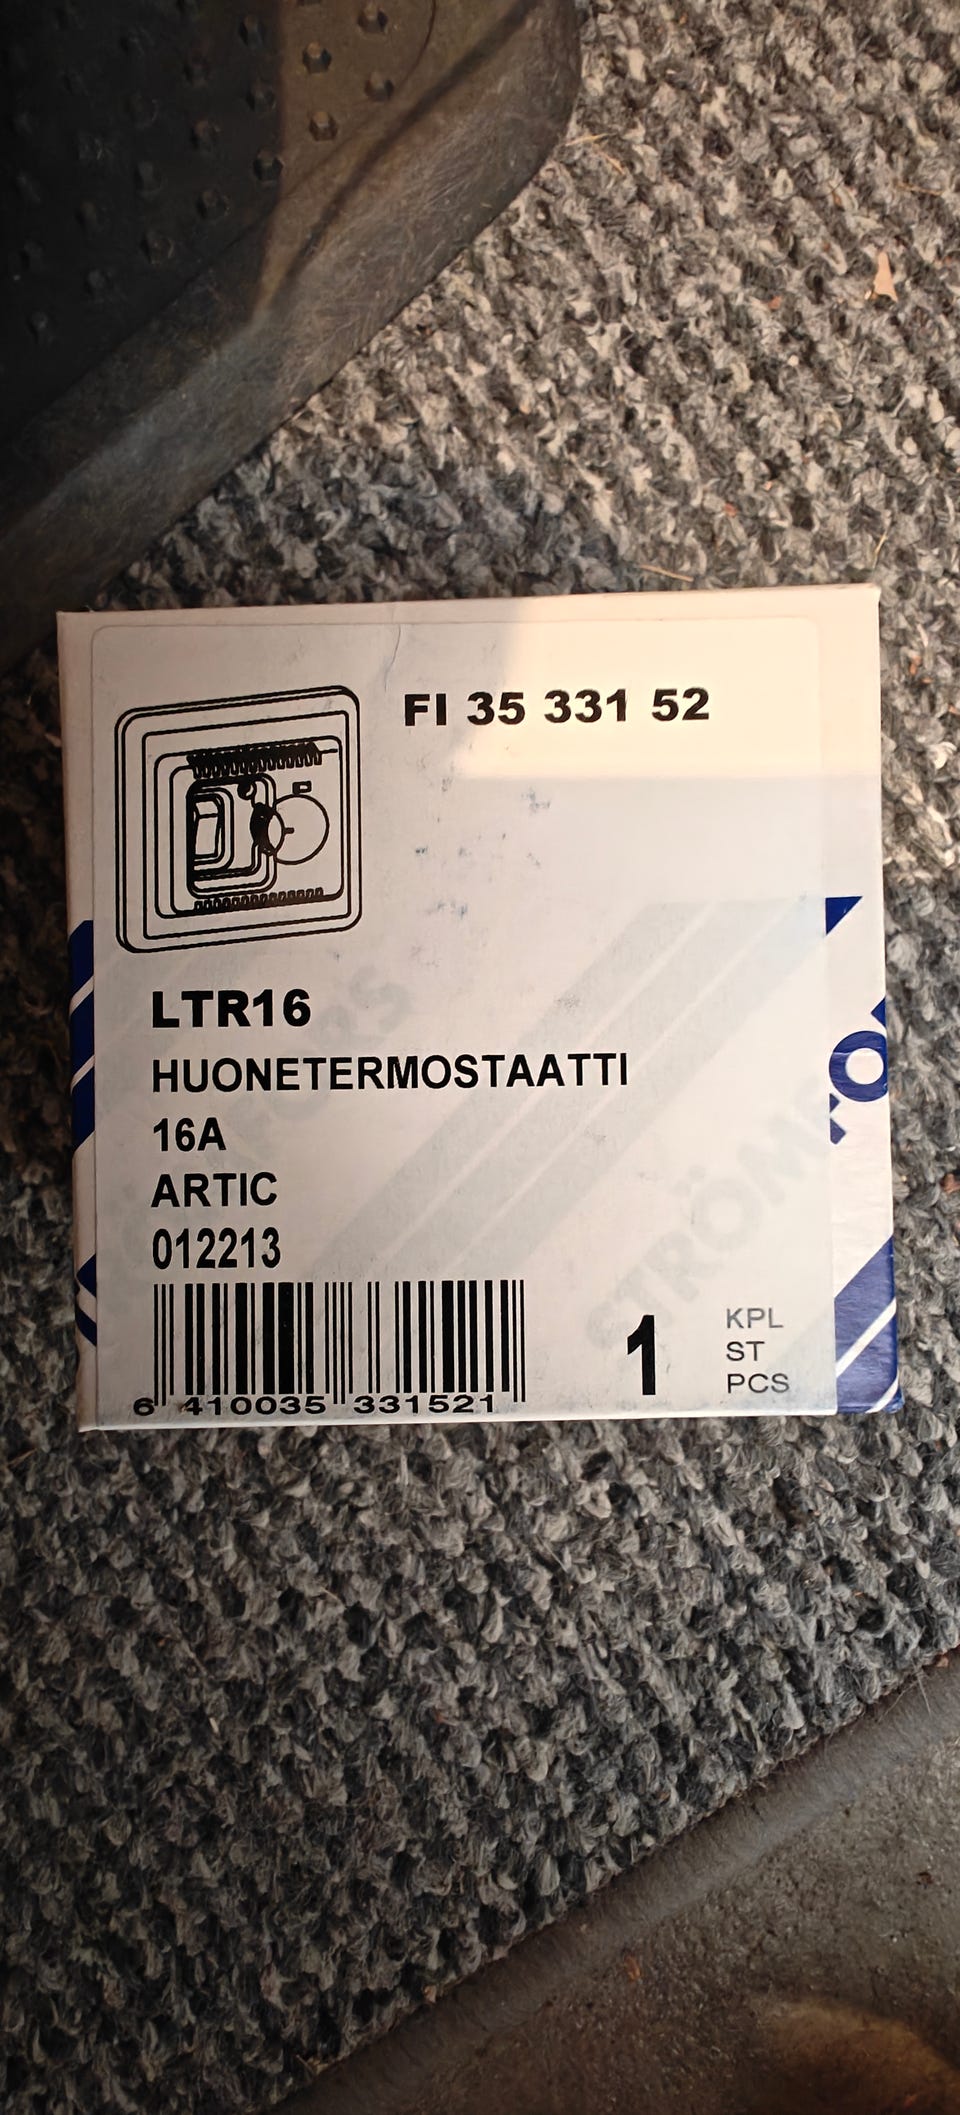 FI 35 331 52
LTR16
HUONETERMOSTAATTI
16A
ARTIC
012213
6 410035 331521
1
KPL
ST
PCS